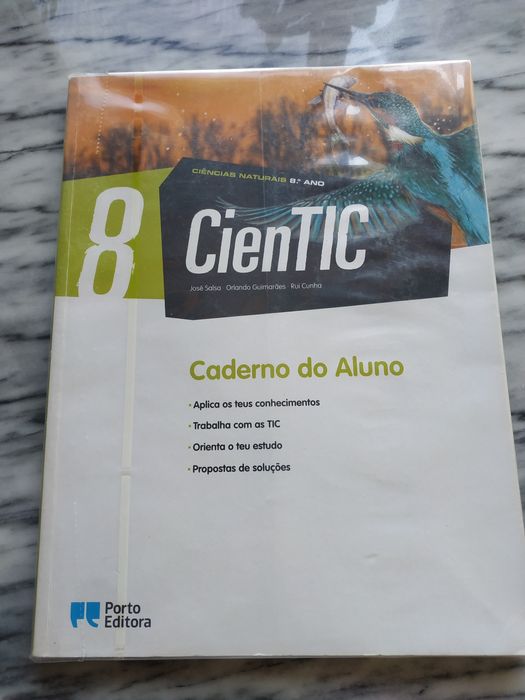 CIÊNCIAS NATURAIS 8.º ANO
8
CienTIC
José Salsa · Orlando Guimarães · Rui Cunha
Caderno do Aluno
· Aplica os teus conhecimentos
· Trabalha com as TIC
· Orienta o teu estudo
· Propostas de soluções
Porto
Editora